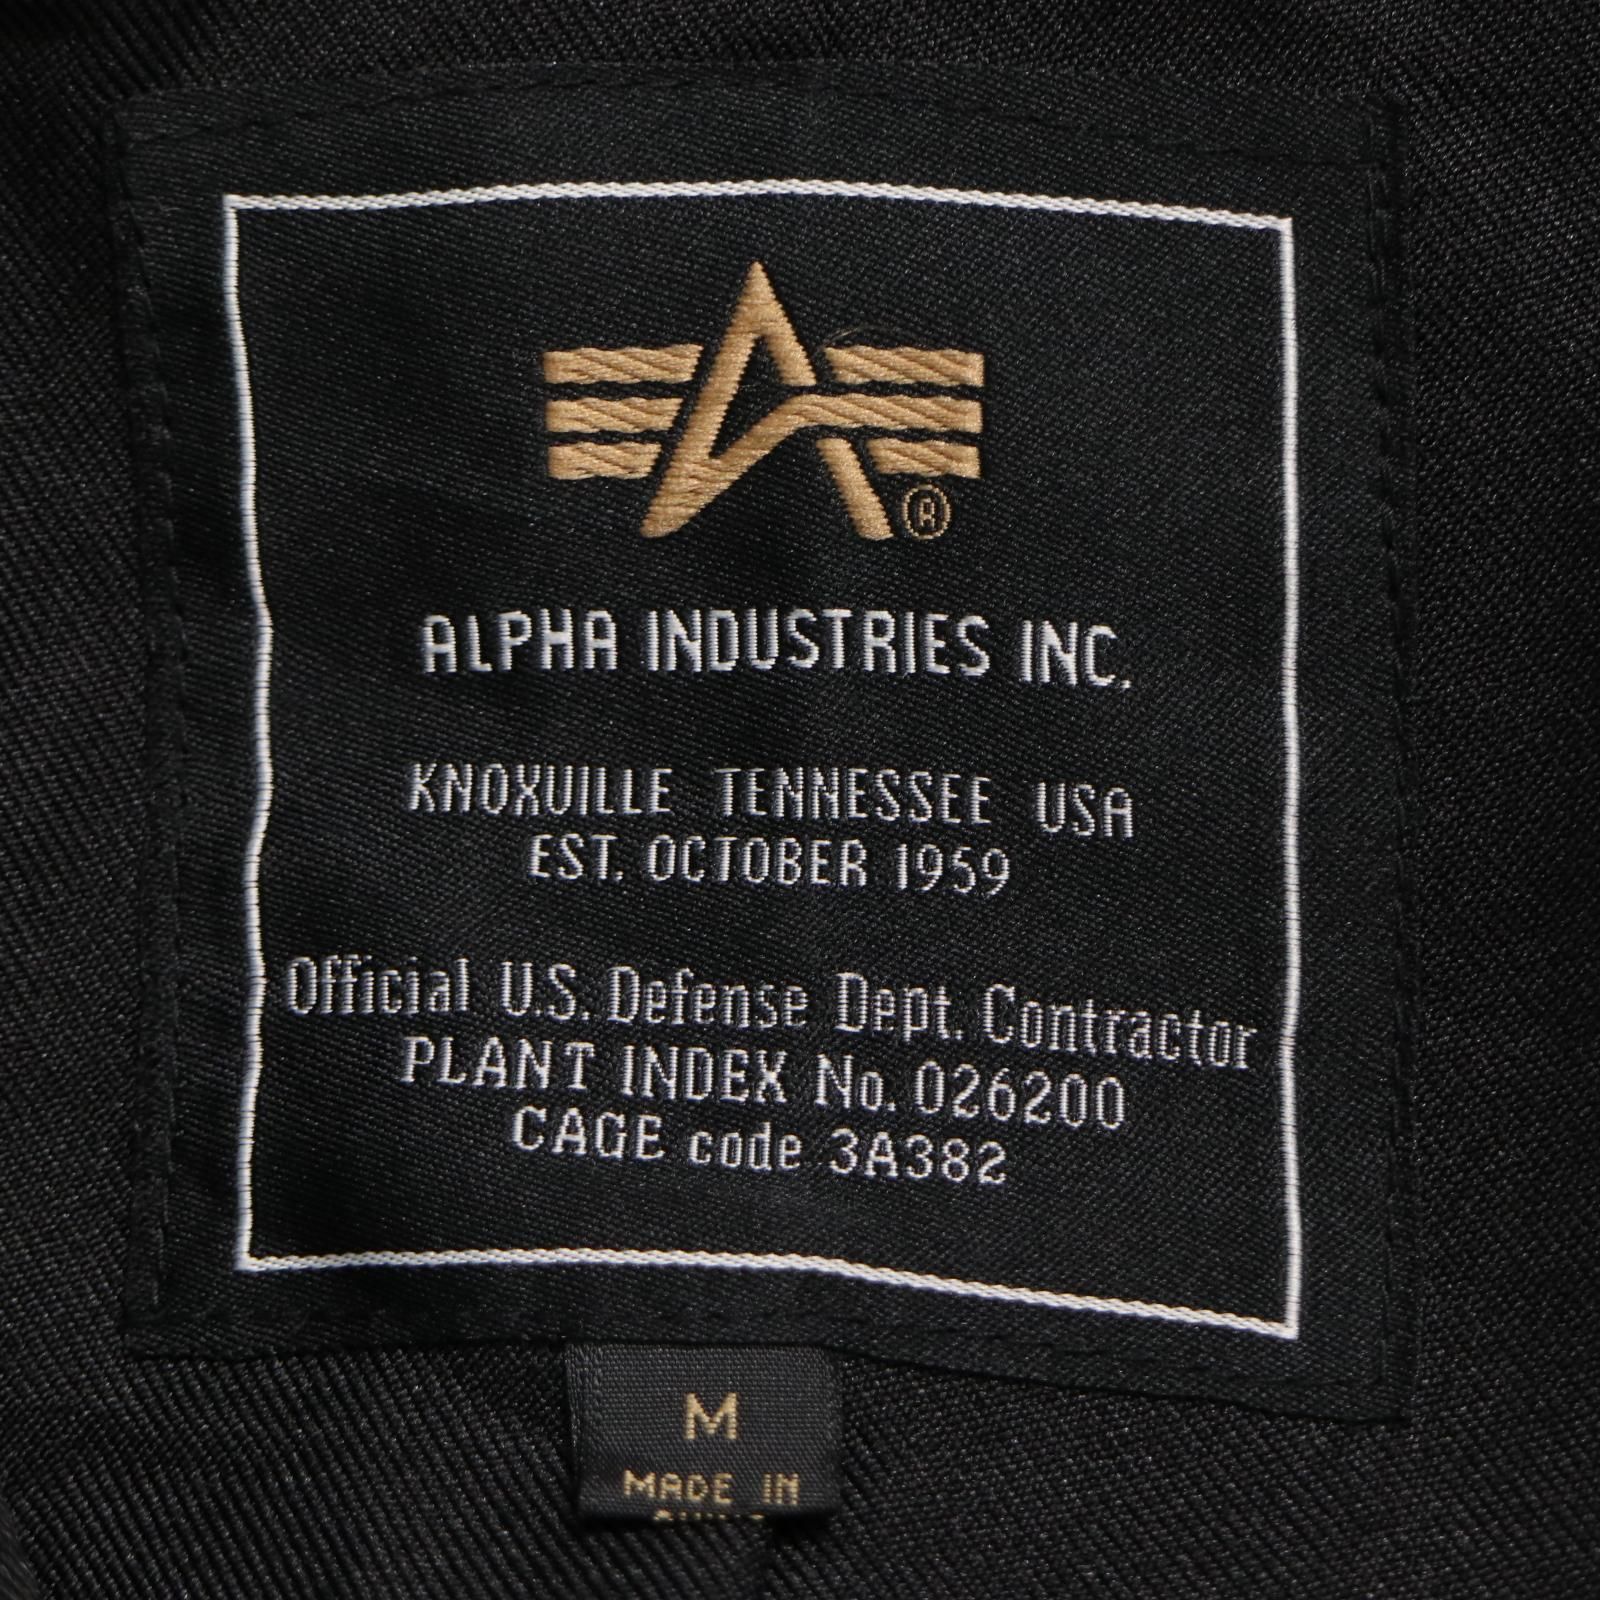 ®
ALPHA INDUSTRIES INC.
KNOXVILLE TENNESSEE USA
EST. OCTOBER 1959
Official U.S. Defense Dept. Contractor
PLANT INDEX No. 026200
CAGE code 3A382
M
MADE IN